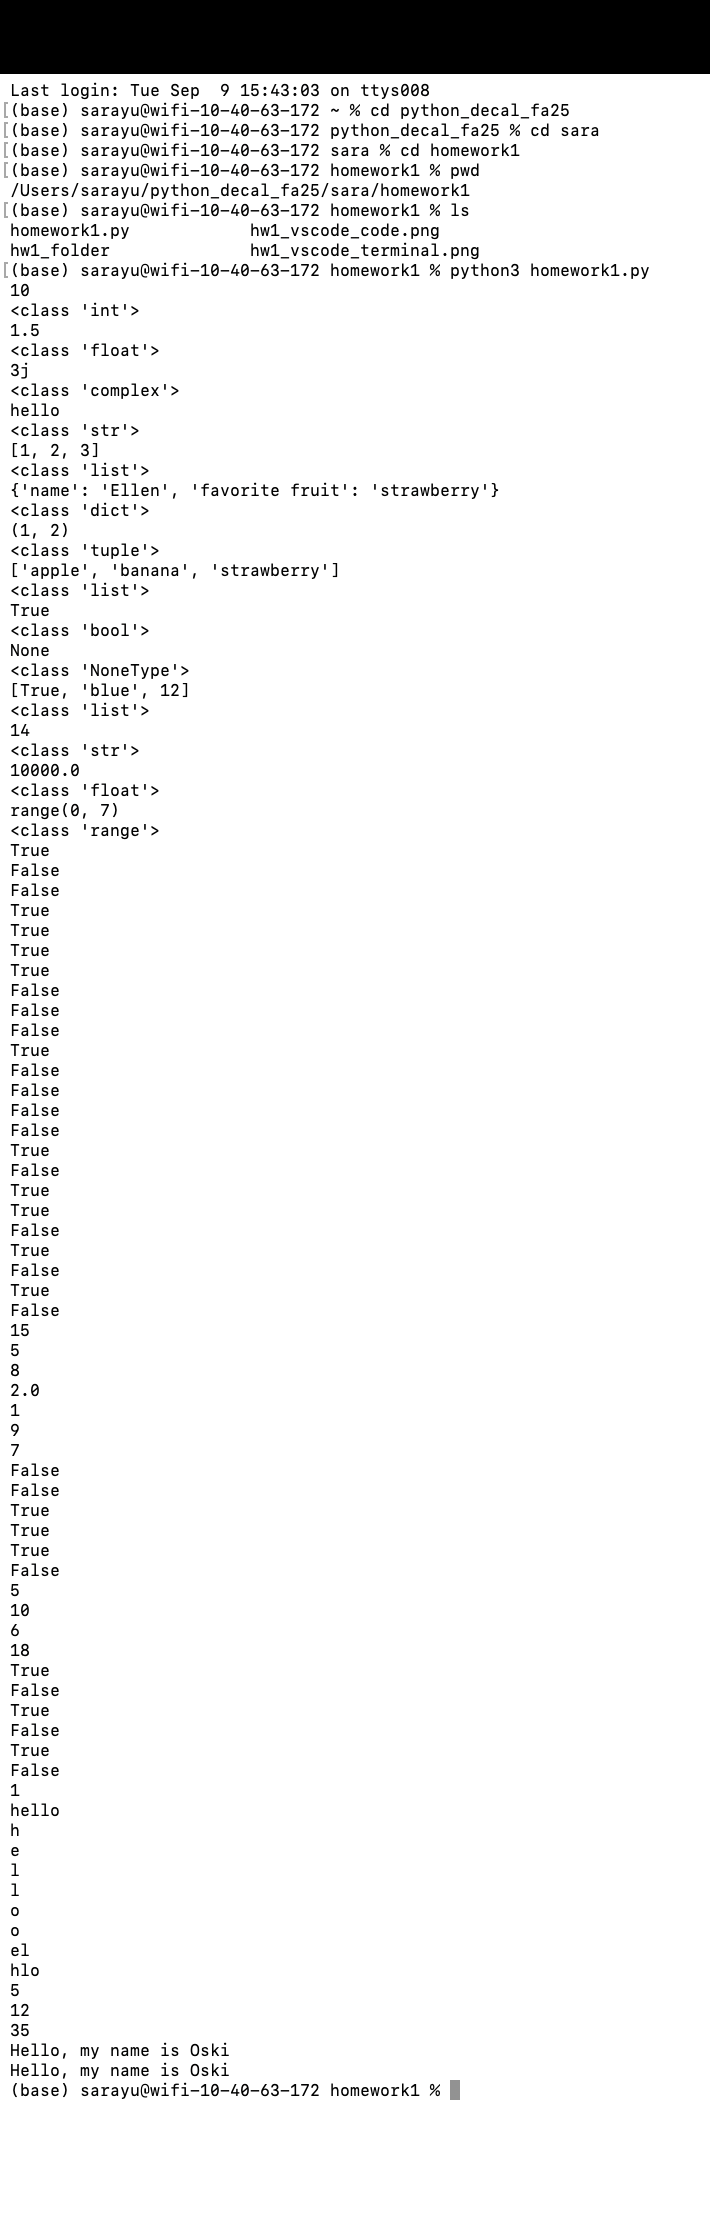 Last login: Tue Sep  9 15:43:03 on ttys008
[(base) sarayu@wifi-10-40-63-172 ~ % cd python_decal_fa25
[(base) sarayu@wifi-10-40-63-172 python_decal_fa25 % cd sara
[(base) sarayu@wifi-10-40-63-172 sara % cd homework1
[(base) sarayu@wifi-10-40-63-172 homework1 % pwd
/Users/sarayu/python_decal_fa25/sara/homework1
[(base) sarayu@wifi-10-40-63-172 homework1 % ls
homework1.py            hw1_vscode_code.png
hw1_folder              hw1_vscode_terminal.png
[(base) sarayu@wifi-10-40-63-172 homework1 % python3 homework1.py
10
<class 'int'>
1.5
<class 'float'>
3j
<class 'complex'>
hello
<class 'str'>
[1, 2, 3]
<class 'list'>
{'name': 'Ellen', 'favorite fruit': 'strawberry'}
<class 'dict'>
(1, 2)
<class 'tuple'>
['apple', 'banana', 'strawberry']
<class 'list'>
True
<class 'bool'>
None
<class 'NoneType'>
[True, 'blue', 12]
<class 'list'>
14
<class 'str'>
10000.0
<class 'float'>
range(0, 7)
<class 'range'>
True
False
False
True
True
True
True
False
False
False
True
False
False
False
False
True
False
True
True
False
True
False
True
False
15
5
8
2.0
1
9
7
False
False
True
True
True
False
5
10
6
18
True
False
True
False
True
False
1
hello
h
e
l
l
o
o
el
hlo
5
12
35
Hello, my name is Oski
Hello, my name is Oski
(base) sarayu@wifi-10-40-63-172 homework1 %